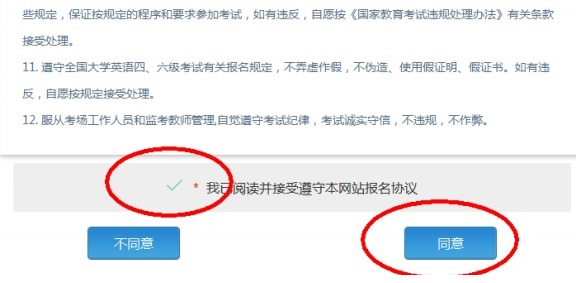 些规定，保证按规定的程序和要求参加考试，如有违反，自愿按《国家教育考试违规处理办法》有关条款
接受处理。
11. 遵守全国大学英语四、六级考试有关报名规定，不弄虚作假，不伪造、使用假证明、假证书。如有违
反，自愿按规定接受处理。
12. 服从考场工作人员和监考教师管理,自觉遵守考试纪律，考试诚实守信，不违规，不作弊。
* 我已阅读并接受遵守本网站报名协议
不同意
同意